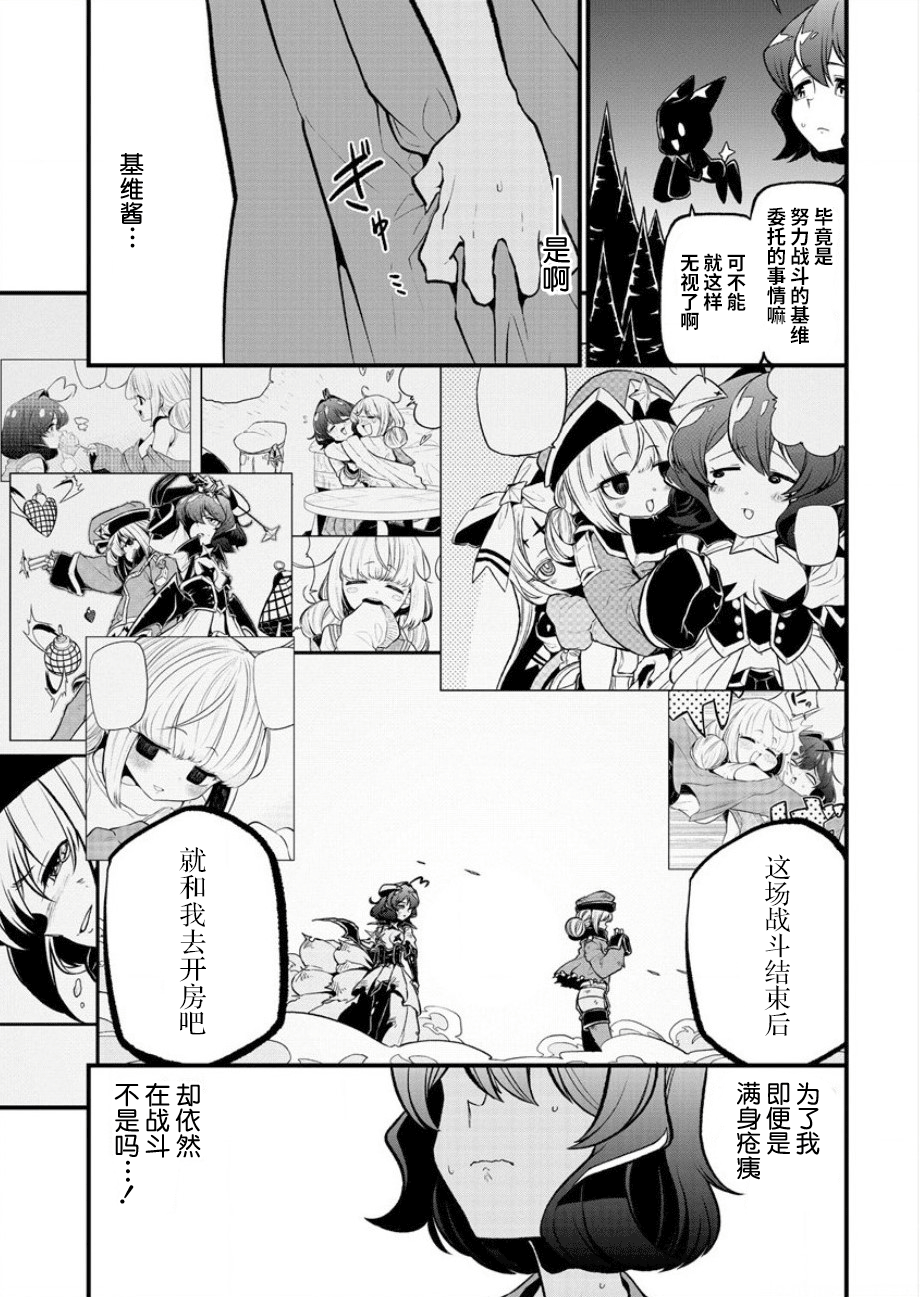 毕竟是
努力战斗的基维
委托的事情嘛
可不能
就这样
无视了啊
——是啊
ぎゅ
基维酱…
这场战斗结束后
就和我去开房吧
为了我
即便是
满身疮痍
却依然
在战斗
不是吗…！